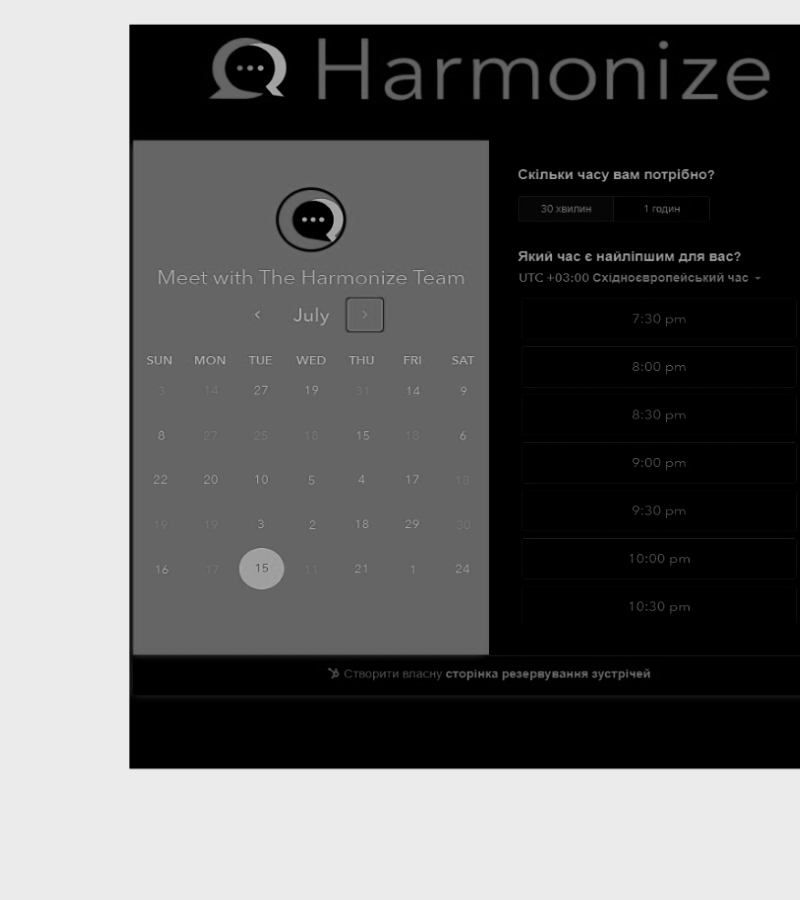 Harmonize
Meet with The Harmonize Team
July
SUN MON TUE WED THU FRI SAT
3 14 27 19 31 14 9
8 27 25 18 15 18 6
22 20 10 5 4 17 18
19 19 3 2 18 29 30
16 17 15 11 21 1 24
Скільки часу вам потрібно?
30 хвилин 1 годин
Який час є найліпшим для вас?
UTC +03:00 Східноєвропейський час
7:30 pm
8:00 pm
8:30 pm
9:00 pm
9:30 pm
10:00 pm
10:30 pm
Створити власну сторінка резервування зустрічей